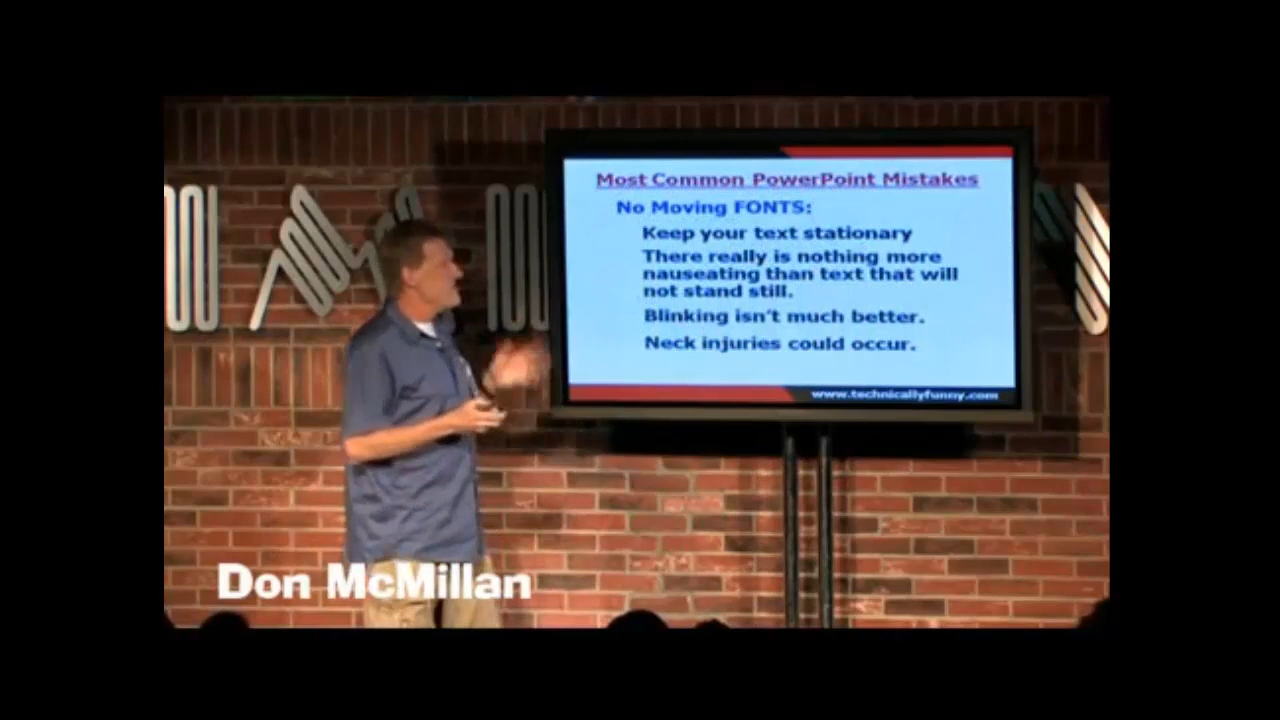 Most Common PowerPoint Mistakes
No Moving FONTS:
Keep your text stationary
There really is nothing more
nauseating than text that will
not stand still.
Blinking isn't much better.
Neck injuries could occur.
www.technicallyfunny.com
Don McMillan